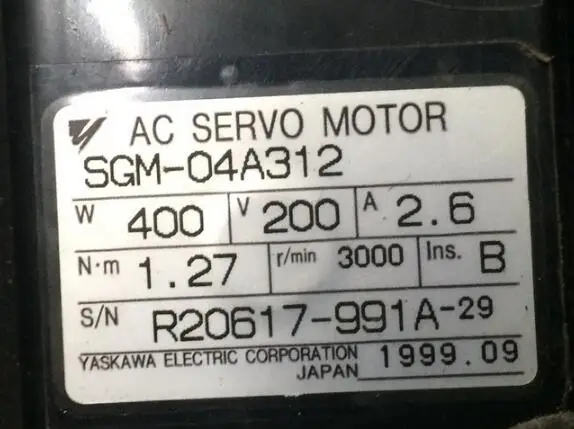 AC SERVO MOTOR
SGM-04A312
W 400 V 200 A 2.6
N·m 1.27 r/min 3000 Ins. B
S/N R20617-991A-29
YASKAWA ELECTRIC CORPORATION 1999.09
JAPAN